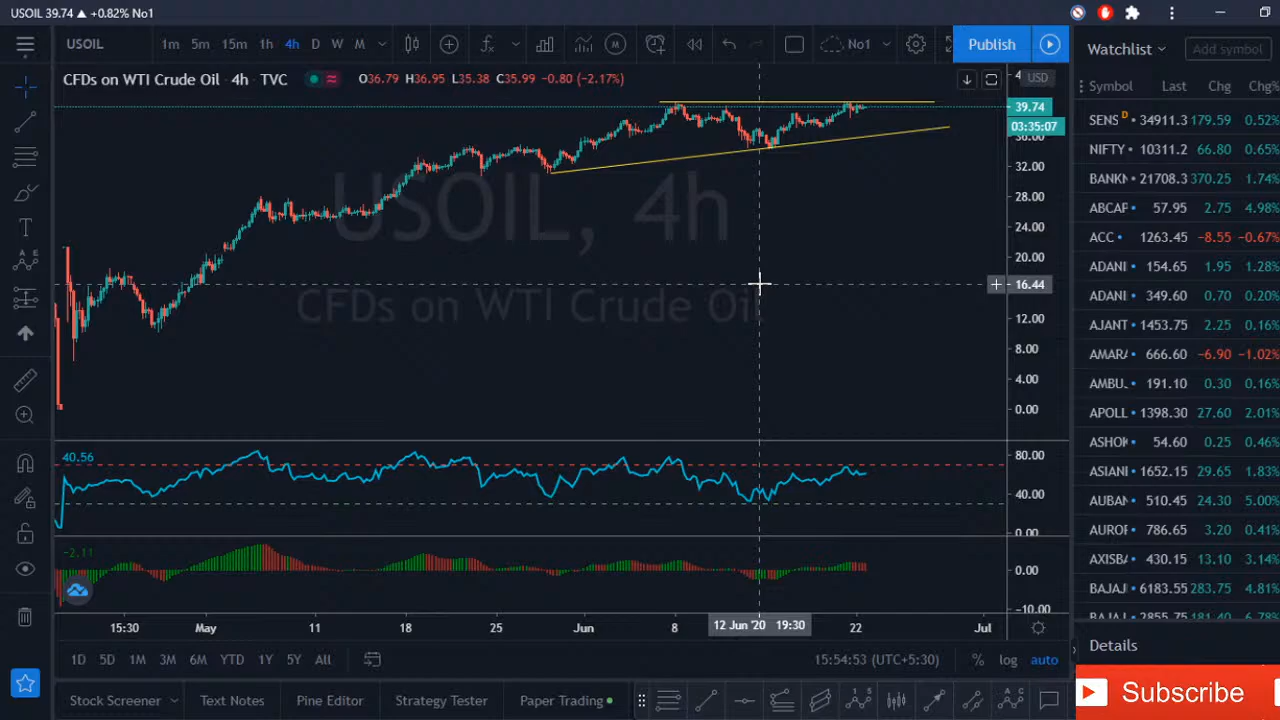 USOIL 39.74 ▲ +0.82% No1
USOIL 1m 5m 15m 1h 4h D W M No1 Publish
CFDs on WTI Crude Oil · 4h · TVC O36.79 H36.95 L35.38 C35.99 -0.80 (-2.17%)
USD
39.74
03:35:07
36.00
32.00
28.00
24.00
20.00
16.44
12.00
8.00
4.00
0.00
USOIL, 4h
CFDs on WTI Crude Oil
40.56
80.00
40.00
0.00
-2.11
0.00
-10.00
15:30 May 11 18 25 Jun 8 12 Jun '20 19:30 22 Jul
1D 5D 1M 3M 6M YTD 1Y 5Y All 15:54:53 (UTC+5:30) % log auto
Stock Screener Text Notes Pine Editor Strategy Tester Paper Trading
Watchlist Add symbol
Symbol Last Chg Chg%
SENS D 34911.3 179.59 0.52%
NIFTY 10311.2 66.80 0.65%
BANKN 21708.3 370.25 1.74%
ABCAP 57.95 2.75 4.98%
ACC 1263.45 -8.55 -0.67%
ADANI 154.65 1.95 1.28%
ADANI 349.60 0.70 0.20%
AJANT 1453.75 2.25 0.16%
AMARA 666.60 -6.90 -1.02%
AMBU 191.10 0.30 0.16%
APOLL 1398.30 27.60 2.01%
ASHOK 54.60 0.25 0.46%
ASIANI 1652.15 29.65 1.83%
AUBAN 510.45 24.30 5.00%
AUROP 786.65 3.20 0.41%
AXISBA 430.15 13.10 3.14%
BAJAJ 6183.55 283.75 4.81%
BAJAJ 2855.75 181.40 6.78%
Details
Subscribe